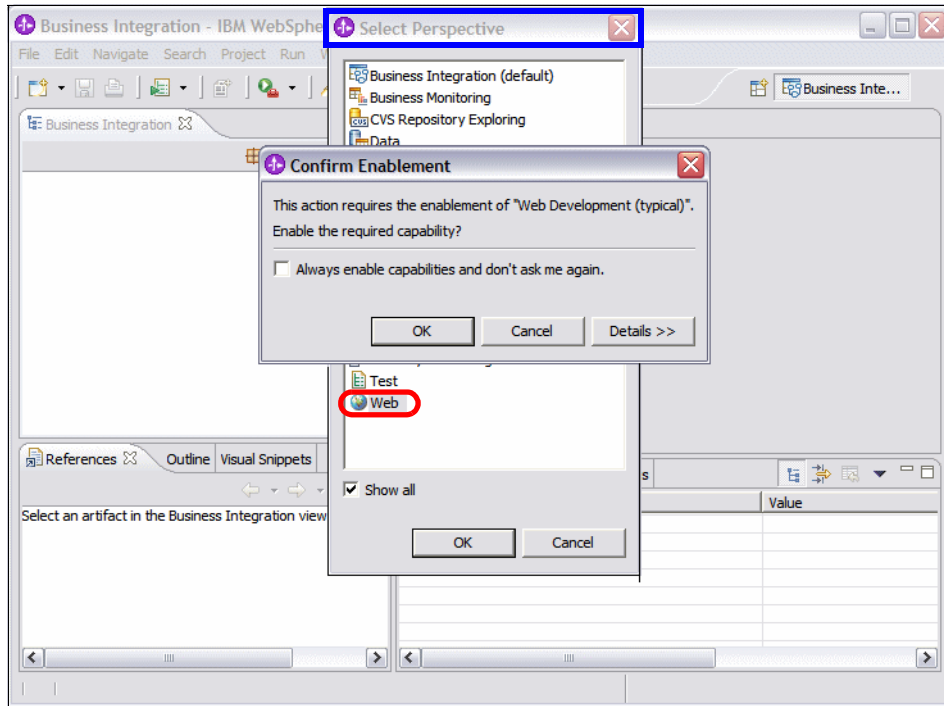 Business Integration - IBM WebSphe
Select Perspective
File Edit Navigate Search Project Run
Business Integration (default)
Business Monitoring
CVS Repository Exploring
Data
Business Inte...
Business Integration
Confirm Enablement
This action requires the enablement of "Web Development (typical)".
Enable the required capability?
Always enable capabilities and don't ask me again.
OK Cancel Details >>
Test
Web
References Outline Visual Snippets
s
Show all
Value
Select an artifact in the Business Integration view
OK Cancel